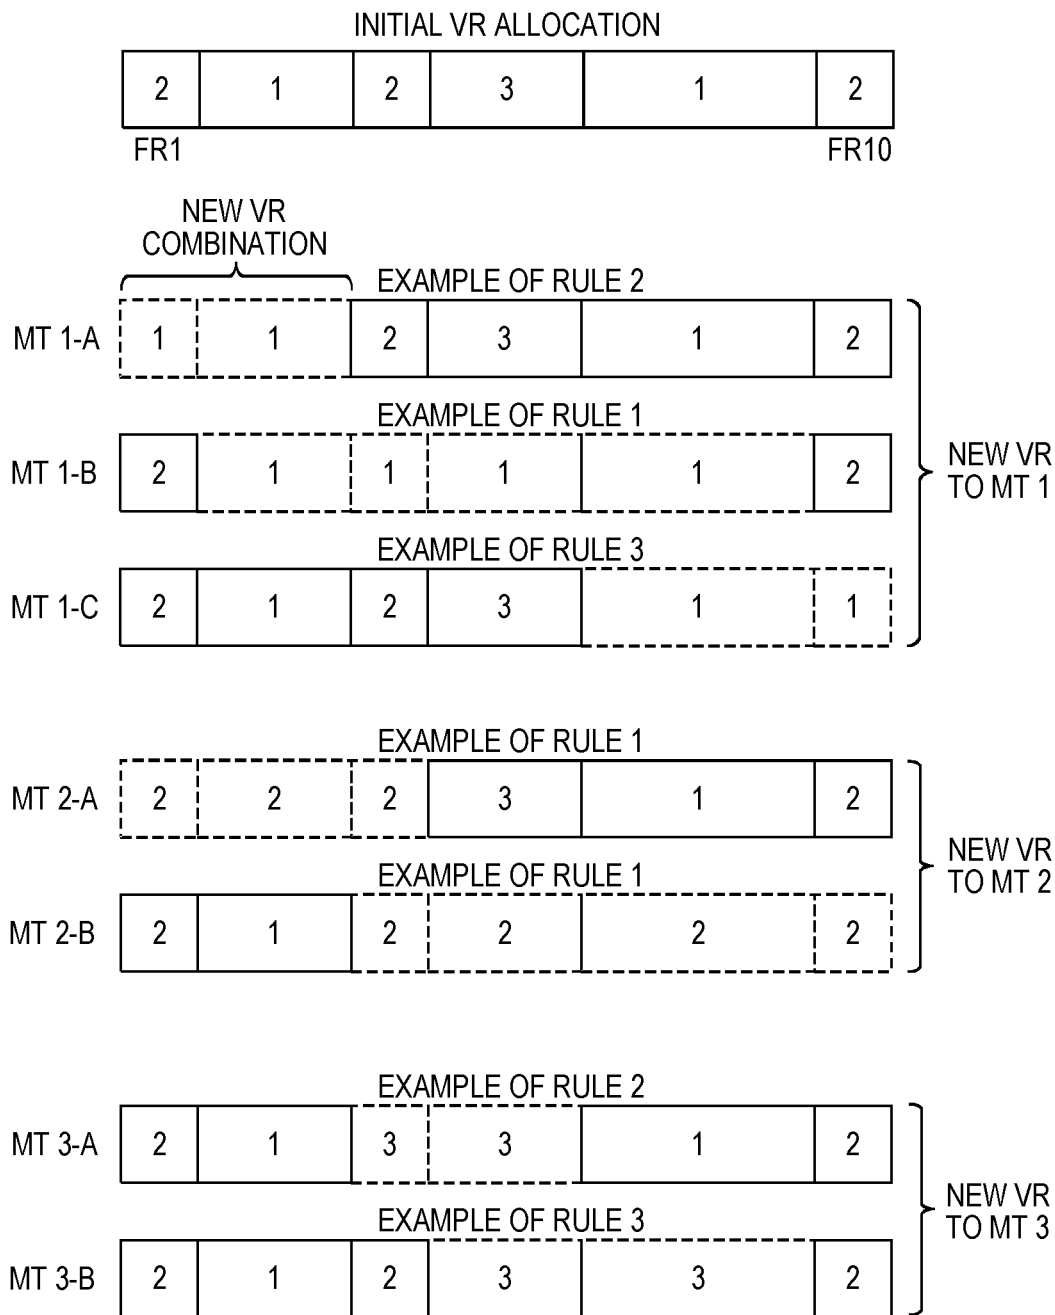 INITIAL VR ALLOCATION
2 1 2 3 1 2
FR1 FR10
NEW VR
COMBINATION
EXAMPLE OF RULE 2
MT 1-A 1 1 2 3 1 2
EXAMPLE OF RULE 1
MT 1-B 2 1 1 1 1 2
NEW VR
TO MT 1
EXAMPLE OF RULE 3
MT 1-C 2 1 2 3 1 1
EXAMPLE OF RULE 1
MT 2-A 2 2 2 3 1 2
NEW VR
TO MT 2
EXAMPLE OF RULE 1
MT 2-B 2 1 2 2 2 2
EXAMPLE OF RULE 2
MT 3-A 2 1 3 3 1 2
NEW VR
TO MT 3
EXAMPLE OF RULE 3
MT 3-B 2 1 2 3 3 2